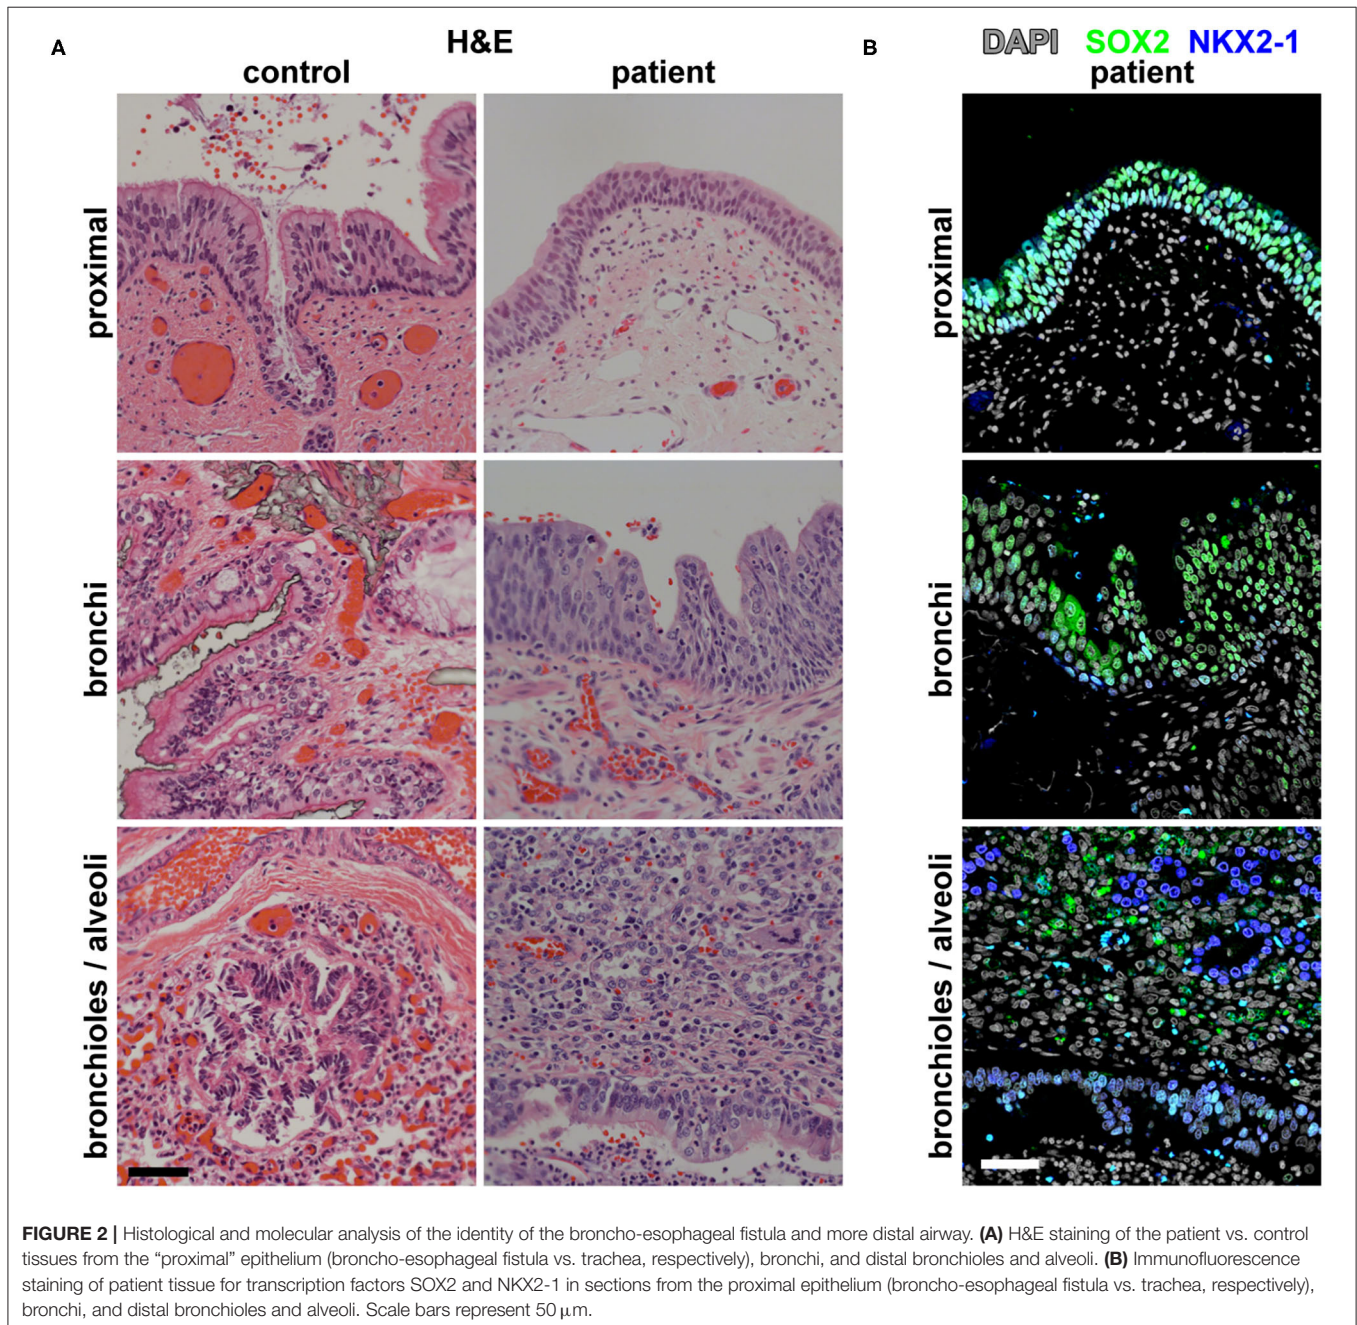 A
H&E
B
DAPI SOX2 NKX2-1
control
patient
patient
proximal
proximal
bronchi
bronchi
bronchioles / alveoli
bronchioles / alveoli
FIGURE 2 | Histological and molecular analysis of the identity of the broncho-esophageal fistula and more distal airway. (A) H&E staining of the patient vs. control
tissues from the “proximal” epithelium (broncho-esophageal fistula vs. trachea, respectively), bronchi, and distal bronchioles and alveoli. (B) Immunofluorescence
staining of patient tissue for transcription factors SOX2 and NKX2-1 in sections from the proximal epithelium (broncho-esophageal fistula vs. trachea, respectively),
bronchi, and distal bronchioles and alveoli. Scale bars represent 50 μm.